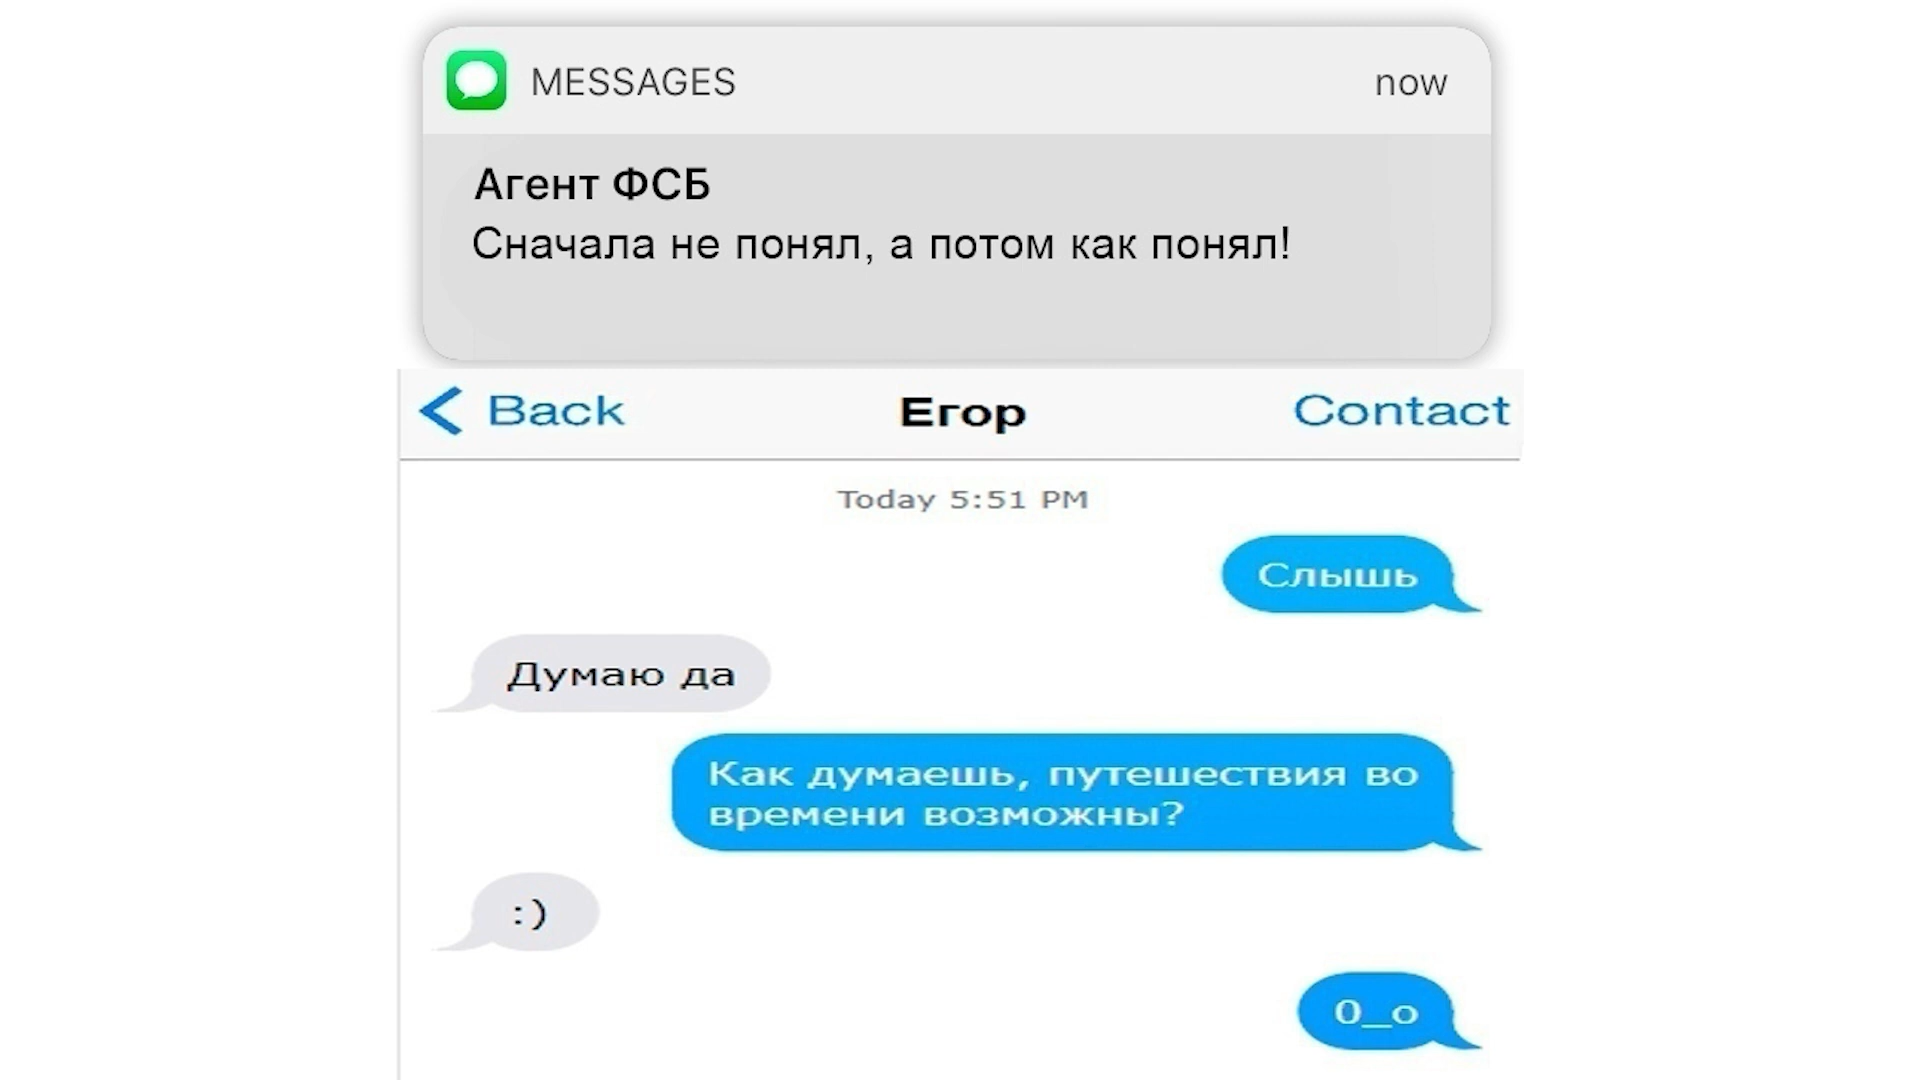 MESSAGES now
Агент ФСБ
Сначала не понял, а потом как понял!
Back Егор Contact
Today 5:51 PM
Слышь
Думаю да
Как думаешь, путешествия во
времени возможны?
:)
0_o